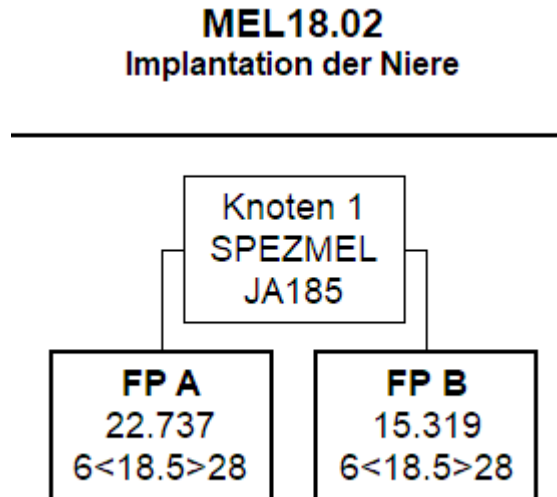 MEL18.02
Implantation der Niere
Knoten 1
SPEZMEL
JA185
FP A
22.737
6<18.5>28
FP B
15.319
6<18.5>28